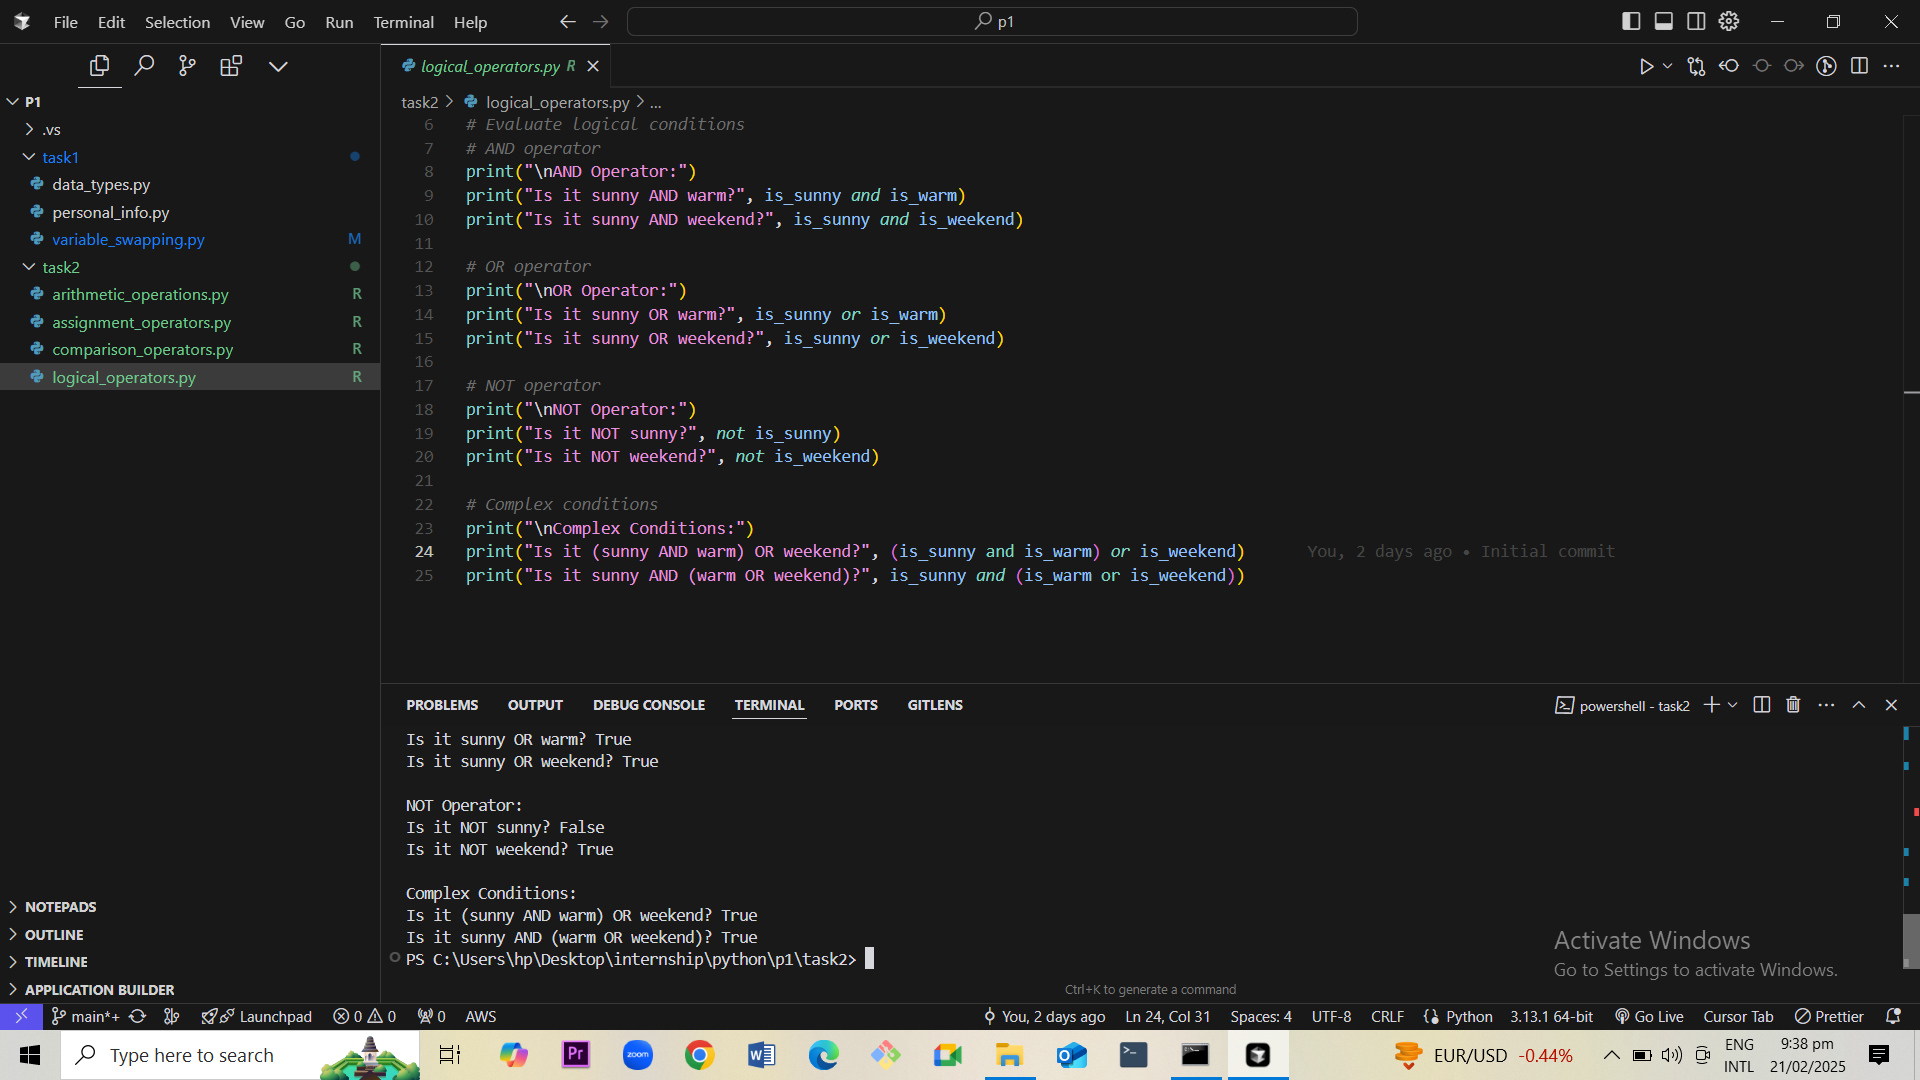 File Edit Selection View Go Run Terminal Help
p1
P1
.vs
task1
data_types.py
personal_info.py
variable_swapping.py M
task2
arithmetic_operations.py R
assignment_operators.py R
comparison_operators.py R
logical_operators.py R
NOTEPADS
OUTLINE
TIMELINE
APPLICATION BUILDER
logical_operators.py R
task2 > logical_operators.py > ...
6 # Evaluate logical conditions
7 # AND operator
8 print("\nAND Operator:")
9 print("Is it sunny AND warm?", is_sunny and is_warm)
10 print("Is it sunny AND weekend?", is_sunny and is_weekend)
11
12 # OR operator
13 print("\nOR Operator:")
14 print("Is it sunny OR warm?", is_sunny or is_warm)
15 print("Is it sunny OR weekend?", is_sunny or is_weekend)
16
17 # NOT operator
18 print("\nNOT Operator:")
19 print("Is it NOT sunny?", not is_sunny)
20 print("Is it NOT weekend?", not is_weekend)
21
22 # Complex conditions
23 print("\nComplex Conditions:")
24 print("Is it (sunny AND warm) OR weekend?", (is_sunny and is_warm) or is_weekend) You, 2 days ago • Initial commit
25 print("Is it sunny AND (warm OR weekend)?", is_sunny and (is_warm or is_weekend))
PROBLEMS OUTPUT DEBUG CONSOLE TERMINAL PORTS GITLENS
powershell - task2
Is it sunny OR warm? True
Is it sunny OR weekend? True
NOT Operator:
Is it NOT sunny? False
Is it NOT weekend? True
Complex Conditions:
Is it (sunny AND warm) OR weekend? True
Is it sunny AND (warm OR weekend)? True
PS C:\Users\hp\Desktop\internship\python\p1\task2>
Ctrl+K to generate a command
Activate Windows
Go to Settings to activate Windows.
main*+ Launchpad 0 0 0 AWS You, 2 days ago Ln 24, Col 31 Spaces: 4 UTF-8 CRLF Python 3.13.1 64-bit Go Live Cursor Tab Prettier
Type here to search
Pr
zoom
EUR/USD -0.44%
ENG
INTL
9:38 pm
21/02/2025